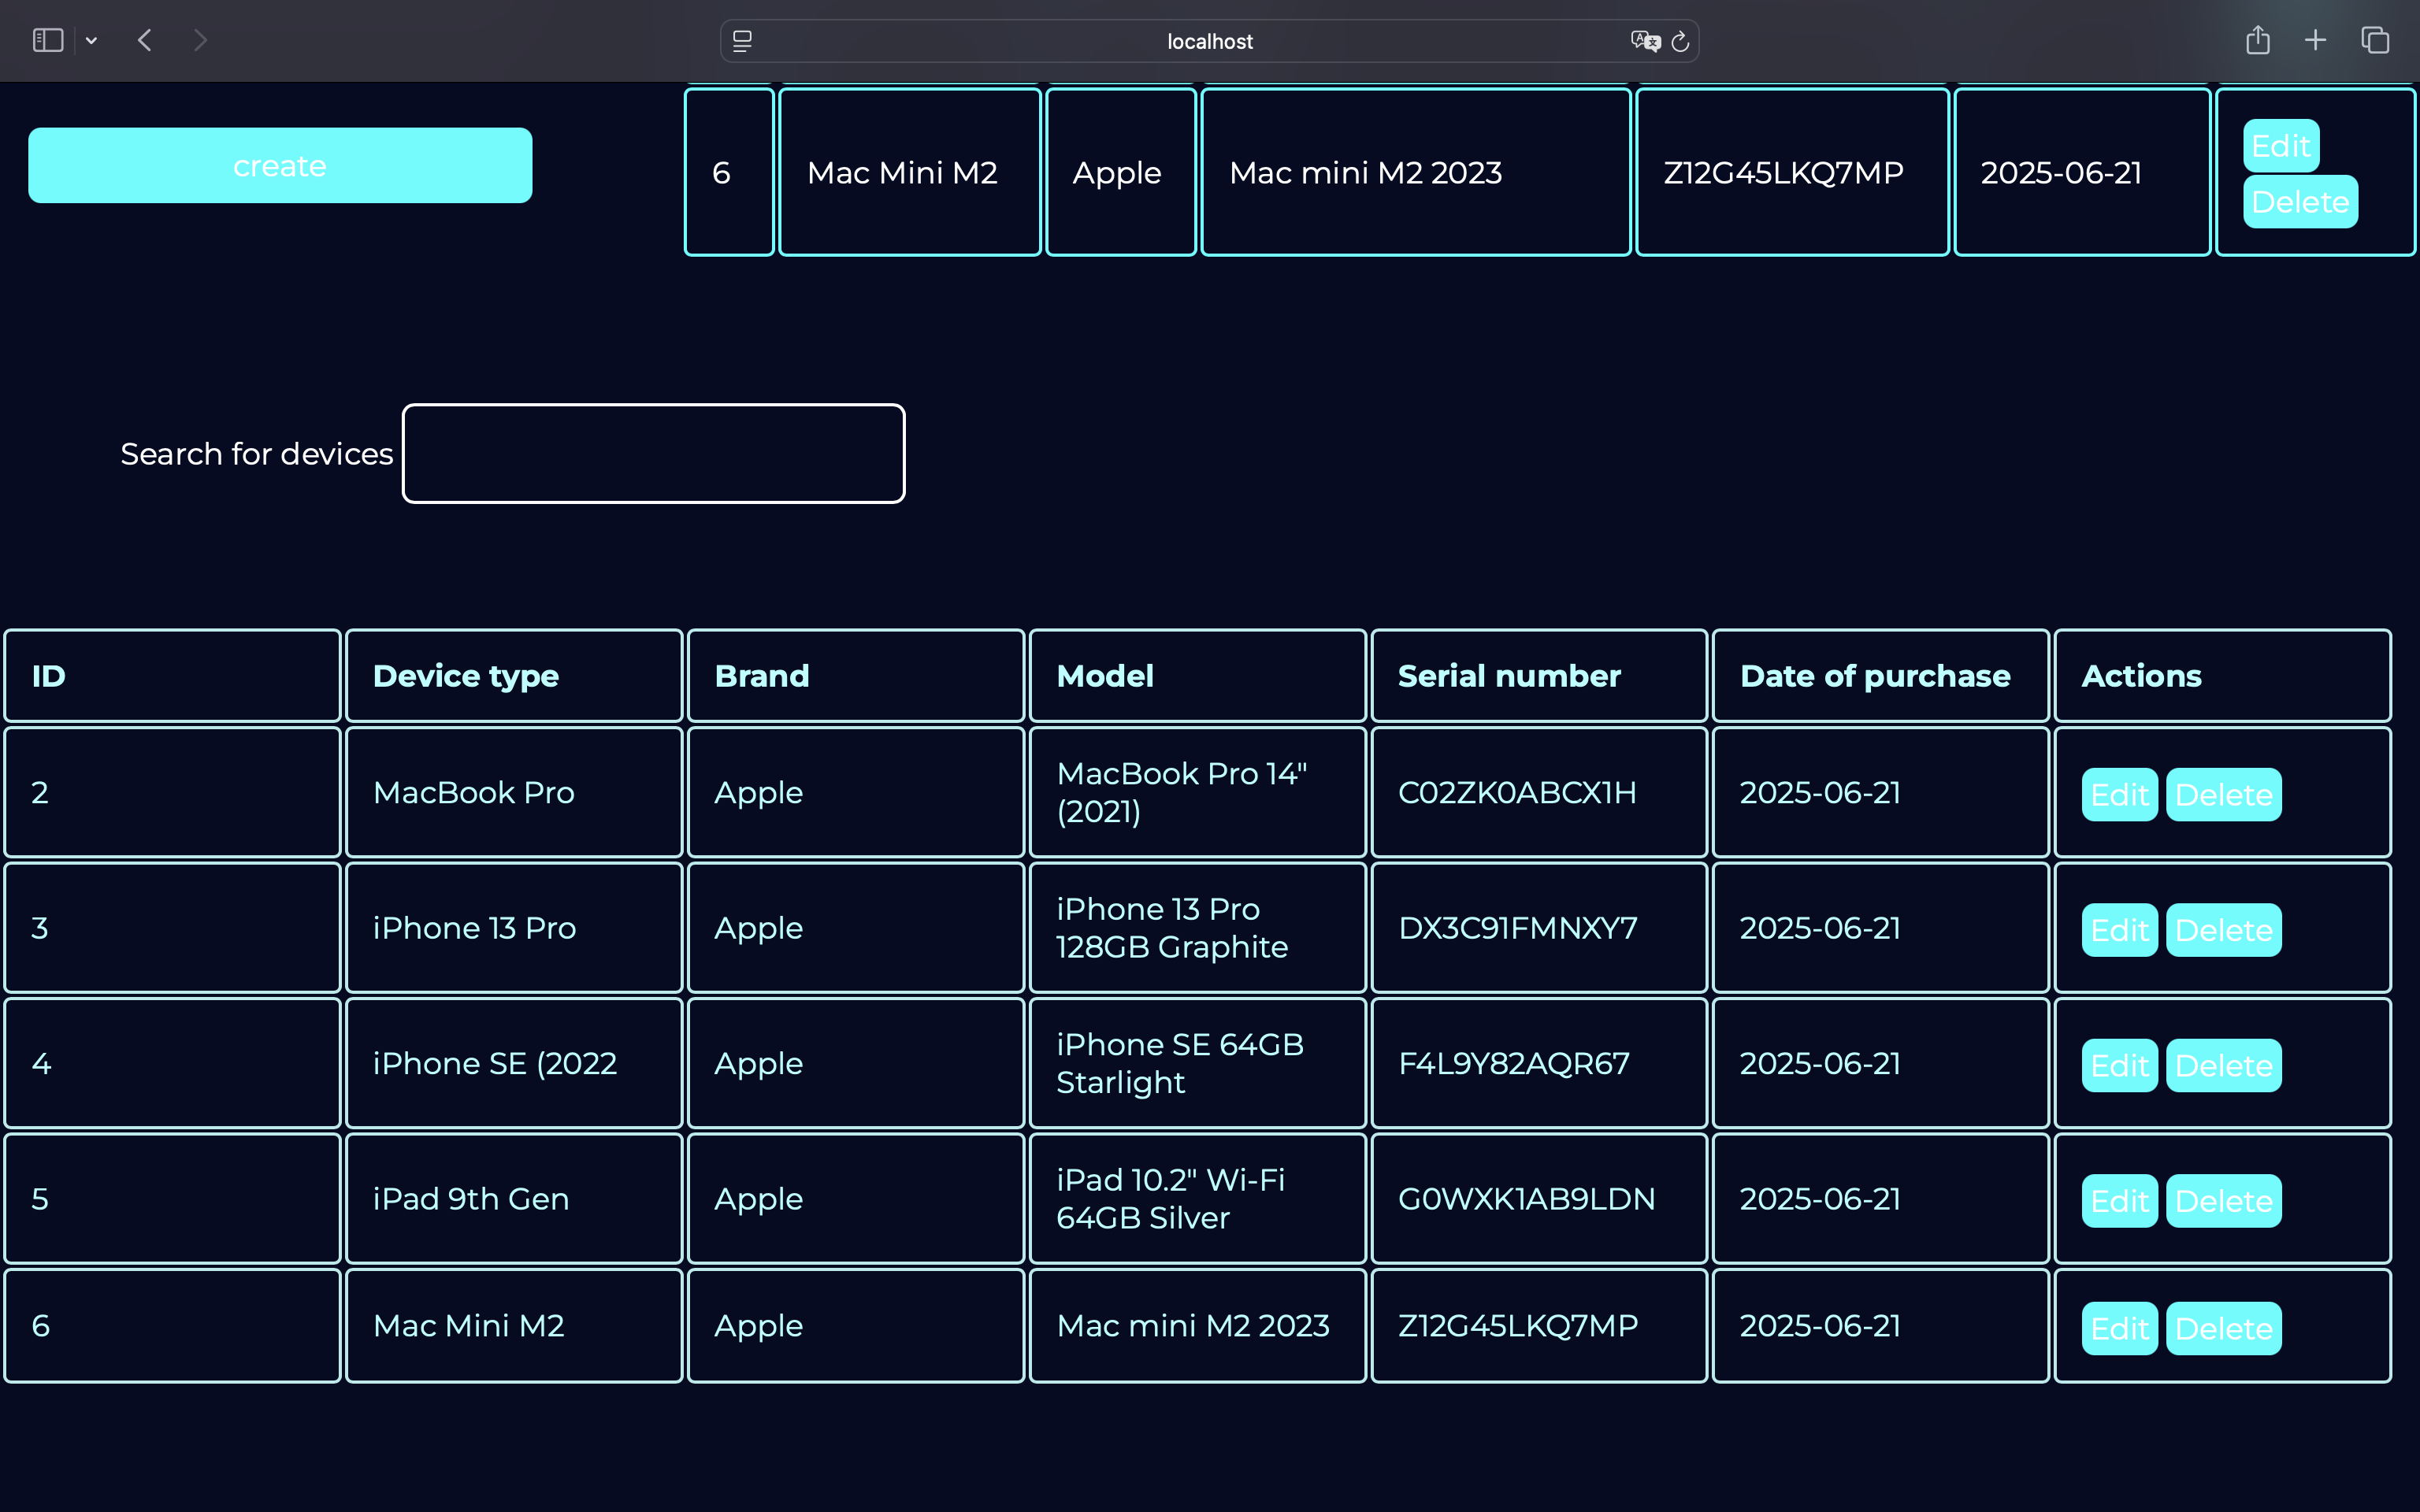 localhost
create
6 Mac Mini M2 Apple Mac mini M2 2023 Z12G45LKQ7MP 2025-06-21 Edit
Delete
Search for devices
ID Device type Brand Model Serial number Date of purchase Actions
2 MacBook Pro Apple MacBook Pro 14" (2021) C02ZK0ABCX1H 2025-06-21 Edit Delete
3 iPhone 13 Pro Apple iPhone 13 Pro 128GB Graphite DX3C91FMNXY7 2025-06-21 Edit Delete
4 iPhone SE (2022 Apple iPhone SE 64GB Starlight F4L9Y82AQR67 2025-06-21 Edit Delete
5 iPad 9th Gen Apple iPad 10.2" Wi-Fi 64GB Silver G0WXK1AB9LDN 2025-06-21 Edit Delete
6 Mac Mini M2 Apple Mac mini M2 2023 Z12G45LKQ7MP 2025-06-21 Edit Delete